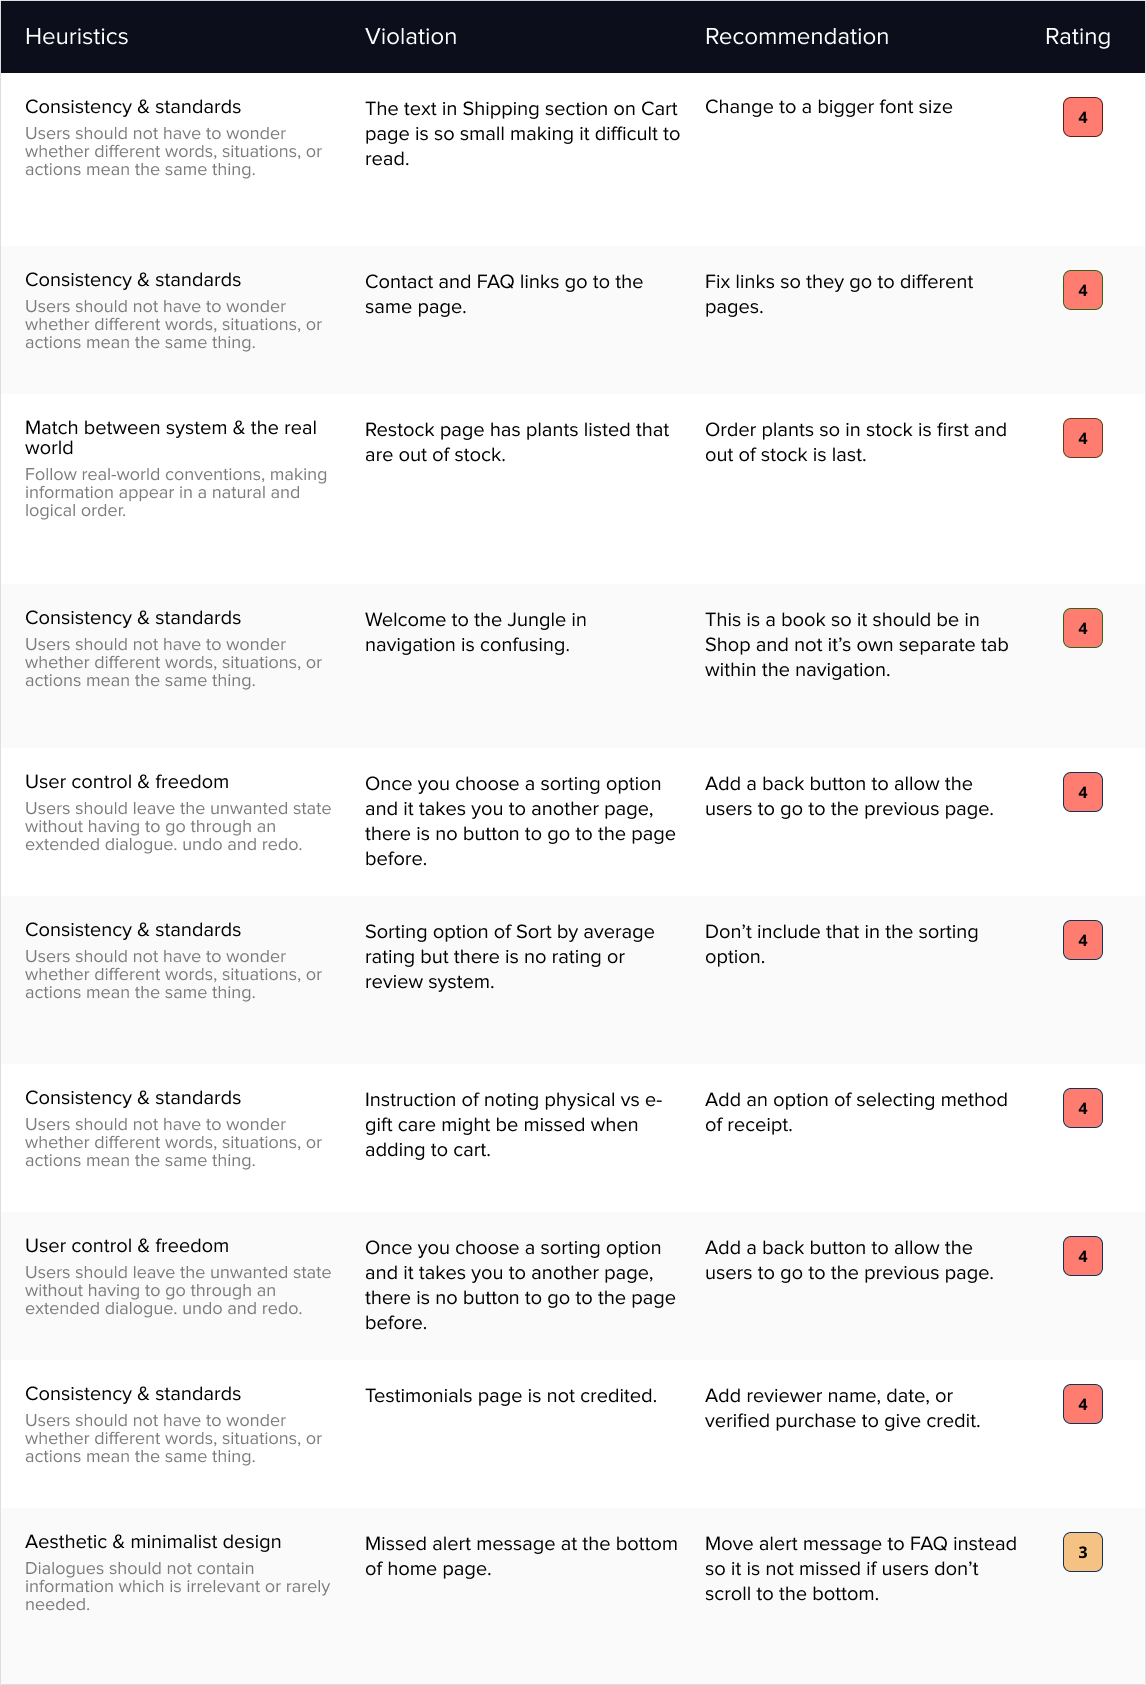 Heuristics Violation Recommendation Rating
Consistency & standards
Users should not have to wonder
whether different words, situations, or
actions mean the same thing.
The text in Shipping section on Cart
page is so small making it difficult to
read.
Change to a bigger font size
4
Consistency & standards
Users should not have to wonder
whether different words, situations, or
actions mean the same thing.
Contact and FAQ links go to the
same page.
Fix links so they go to different
pages.
4
Match between system & the real
world
Follow real-world conventions, making
information appear in a natural and
logical order.
Restock page has plants listed that
are out of stock.
Order plants so in stock is first and
out of stock is last.
4
Consistency & standards
Users should not have to wonder
whether different words, situations, or
actions mean the same thing.
Welcome to the Jungle in
navigation is confusing.
This is a book so it should be in
Shop and not it’s own separate tab
within the navigation.
4
User control & freedom
Users should leave the unwanted state
without having to go through an
extended dialogue. undo and redo.
Once you choose a sorting option
and it takes you to another page,
there is no button to go to the page
before.
Add a back button to allow the
users to go to the previous page.
4
Consistency & standards
Users should not have to wonder
whether different words, situations, or
actions mean the same thing.
Sorting option of Sort by average
rating but there is no rating or
review system.
Don’t include that in the sorting
option.
4
Consistency & standards
Users should not have to wonder
whether different words, situations, or
actions mean the same thing.
Instruction of noting physical vs e-
gift care might be missed when
adding to cart.
Add an option of selecting method
of receipt.
4
User control & freedom
Users should leave the unwanted state
without having to go through an
extended dialogue. undo and redo.
Once you choose a sorting option
and it takes you to another page,
there is no button to go to the page
before.
Add a back button to allow the
users to go to the previous page.
4
Consistency & standards
Users should not have to wonder
whether different words, situations, or
actions mean the same thing.
Testimonials page is not credited.
Add reviewer name, date, or
verified purchase to give credit.
4
Aesthetic & minimalist design
Dialogues should not contain
information which is irrelevant or rarely
needed.
Missed alert message at the bottom
of home page.
Move alert message to FAQ instead
so it is not missed if users don’t
scroll to the bottom.
3